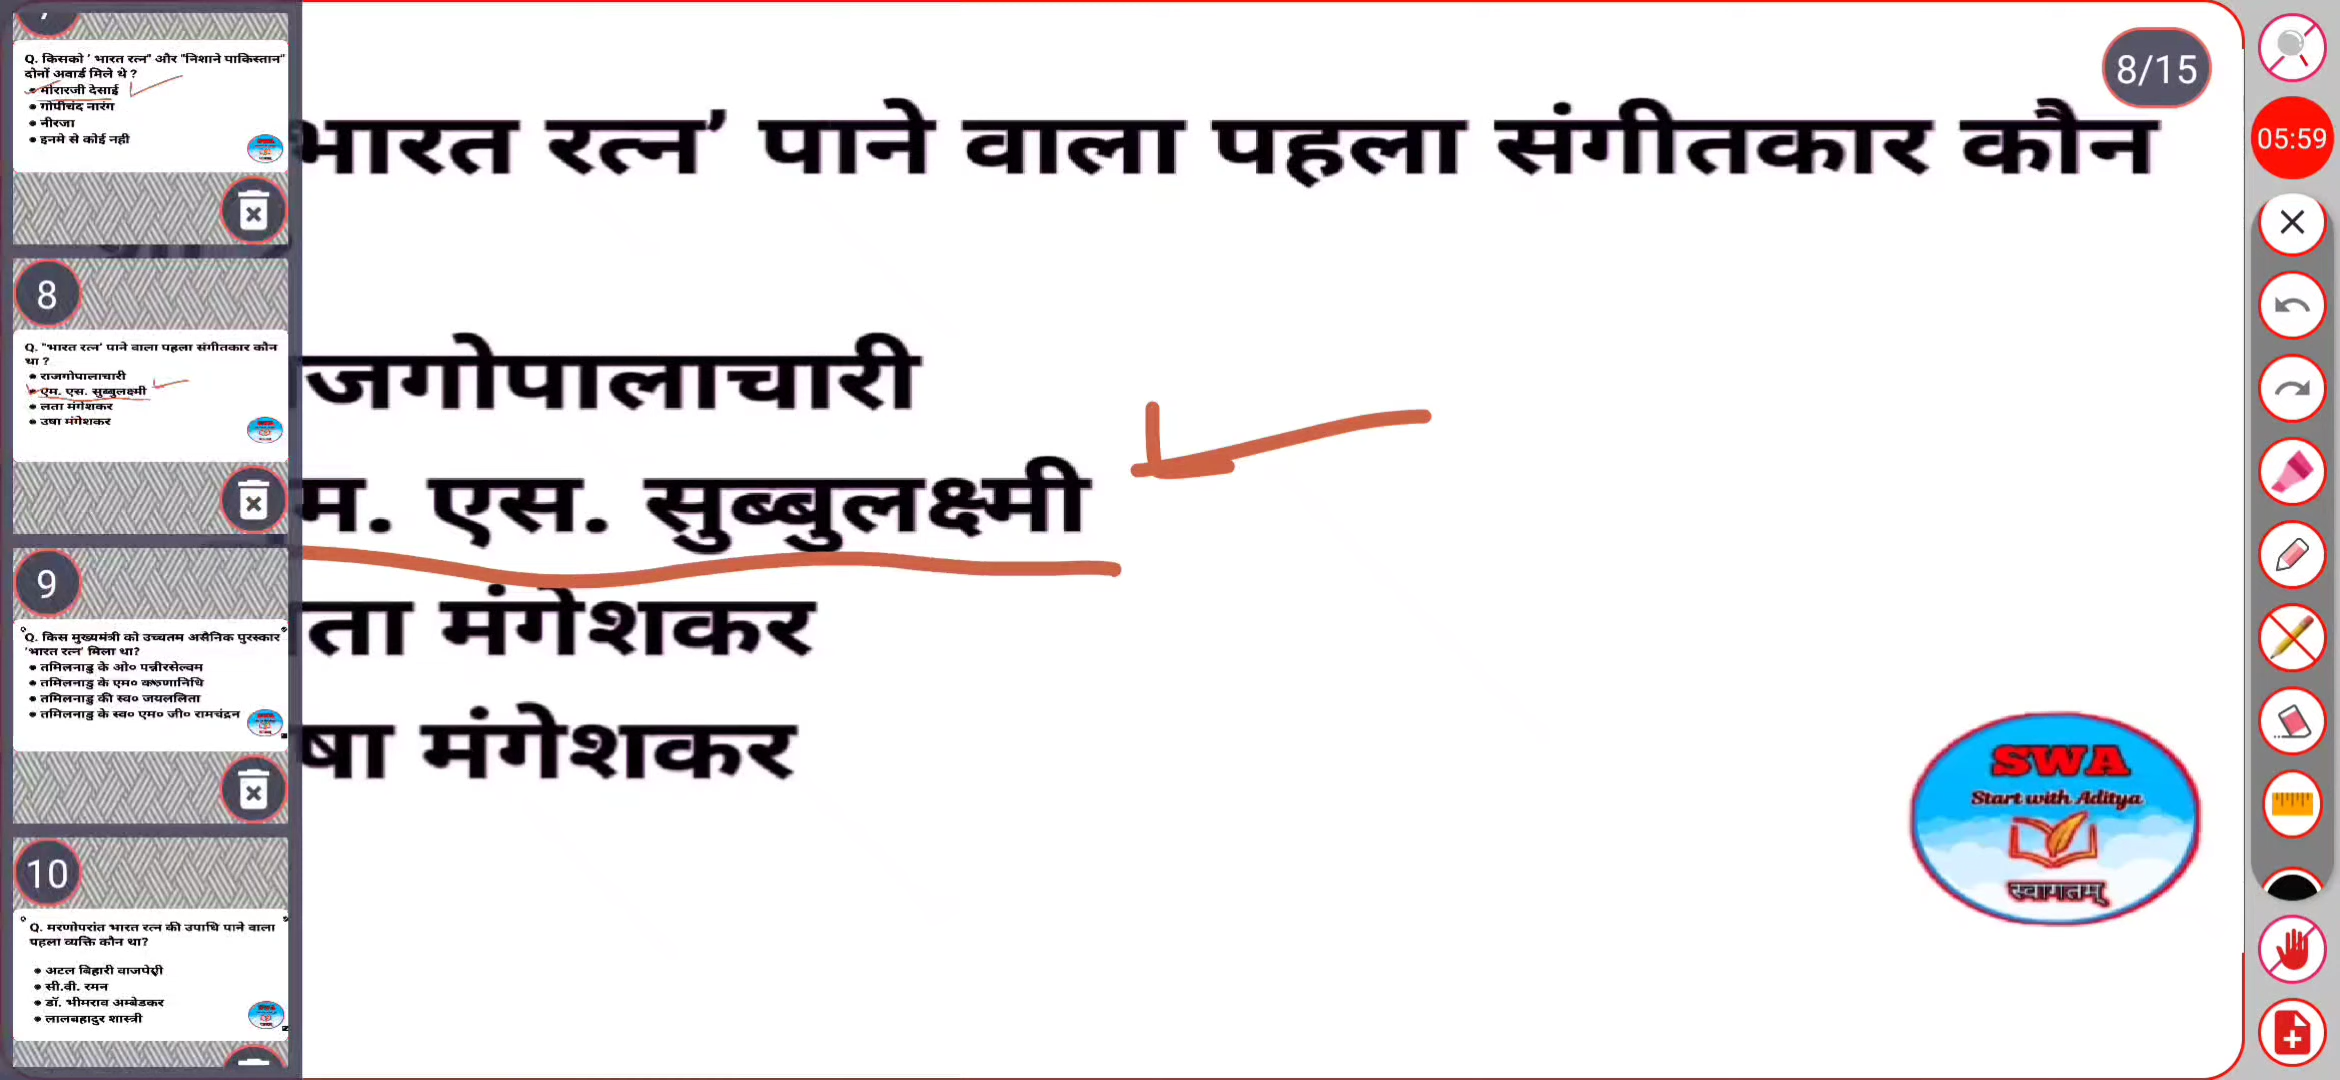 Q. किसको ' भारत रत्न" और "निशाने पाकिस्तान"
दोनों अवार्ड मिले थे ?
मोरारजी देसाई
गोपीचंद नारंग
नीरजा
इनमे से कोई नही
8
Q. "भारत रत्न' पाने वाला पहला संगीतकार कौन
था ?
राजगोपालाचारी
एम. एस. सुब्बुलक्ष्मी
लता मंगेशकर
उषा मंगेशकर
9
Q. किस मुख्यमंत्री को उच्चतम असैनिक पुरस्कार
'भारत रत्न' मिला था?
तमिलनाडु के ओ० पन्नीरसेल्वम
तमिलनाडु के एम० करुणानिधि
तमिलनाडु की स्व० जयललिता
तमिलनाडु के स्व० एम० जी० रामचंद्रन
10
Q. मरणोपरांत भारत रत्न की उपाधि पाने वाला
पहला व्यक्ति कौन था?
अटल बिहारी वाजपेयी
सी.वी. रमन
डॉ. भीमराव अम्बेडकर
लालबहादुर शास्त्री
8/15
भारत रत्न’ पाने वाला पहला संगीतकार कौन
जगोपालाचारी
म. एस. सुब्बुलक्ष्मी
ता मंगेशकर
षा मंगेशकर
SWA
Start with Aditya
स्वागतम्
05:59